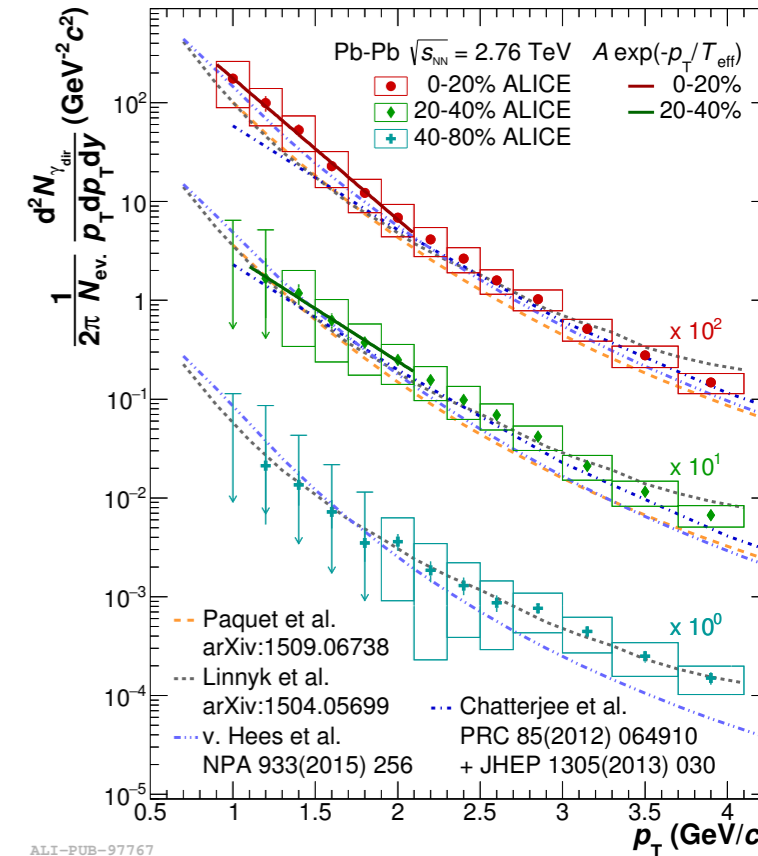 Pb-Pb √s_NN = 2.76 TeV
0-20% ALICE
20-40% ALICE
40-80% ALICE
A exp(-p_T/T_eff)
0-20%
20-40%
1/(2π N_ev.) d²N_γdir/(p_T dp_T dy) (GeV⁻²c²)
10²
10
1
10⁻¹
10⁻²
10⁻³
10⁻⁴
10⁻⁵
x 10²
x 10¹
x 10⁰
Paquet et al.
arXiv:1509.06738
Linnyk et al.
arXiv:1504.05699
v. Hees et al.
NPA 933(2015) 256
Chatterjee et al.
PRC 85(2012) 064910
+ JHEP 1305(2013) 030
0.5 1 1.5 2 2.5 3 3.5 4
p_T (GeV/c
ALI-PUB-97767